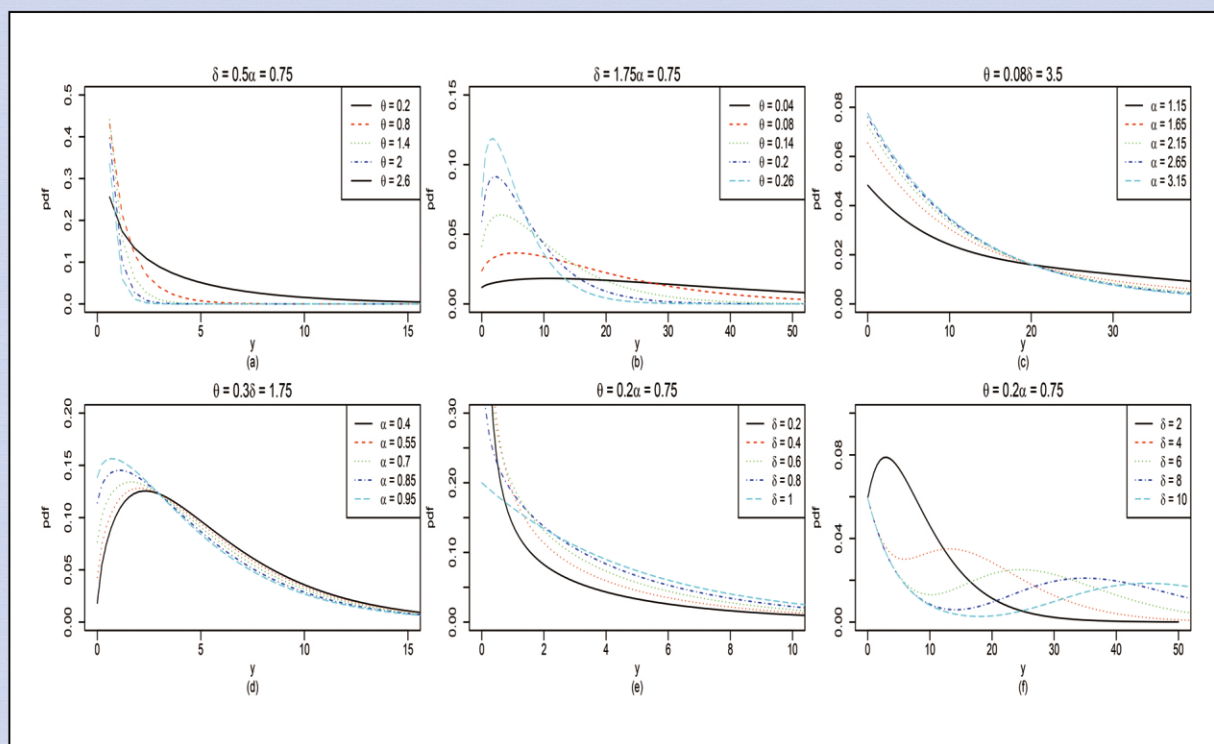 δ = 0.5α = 0.75
pdf
0.0 0.1 0.2 0.3 0.4 0.5
θ = 0.2
θ = 0.8
θ = 1.4
θ = 2
θ = 2.6
0 5 10 15
y
(a)
δ = 1.75α = 0.75
pdf
0.00 0.05 0.10 0.15
θ = 0.04
θ = 0.08
θ = 0.14
θ = 0.2
θ = 0.26
0 10 20 30 40 50
y
(b)
θ = 0.08δ = 3.5
pdf
0.00 0.02 0.04 0.06 0.08
α = 1.15
α = 1.65
α = 2.15
α = 2.65
α = 3.15
0 10 20 30
y
(c)
θ = 0.3δ = 1.75
pdf
0.00 0.05 0.10 0.15 0.20
α = 0.4
α = 0.55
α = 0.7
α = 0.85
α = 0.95
0 5 10 15
y
(d)
θ = 0.2α = 0.75
pdf
0.00 0.10 0.20 0.30
δ = 0.2
δ = 0.4
δ = 0.6
δ = 0.8
δ = 1
0 2 4 6 8 10
y
(e)
θ = 0.2α = 0.75
pdf
0.00 0.04 0.08
δ = 2
δ = 4
δ = 6
δ = 8
δ = 10
0 10 20 30 40 50
y
(f)